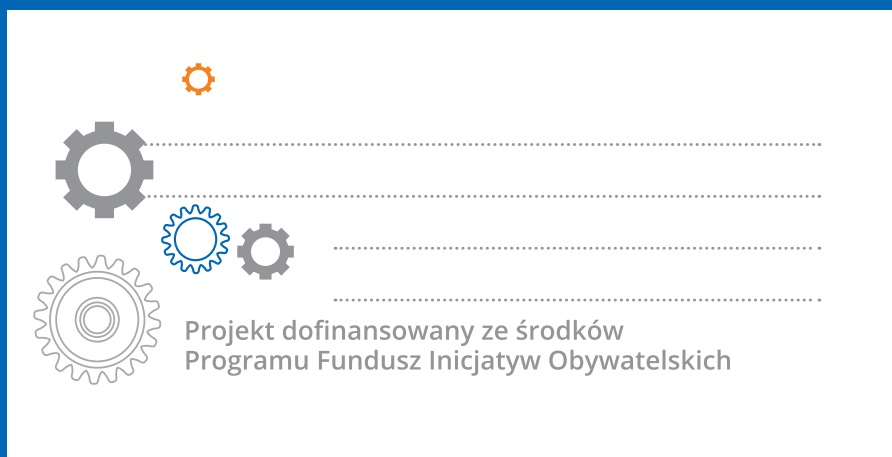 Projekt dofinansowany ze środków
Programu Fundusz Inicjatyw Obywatelskich